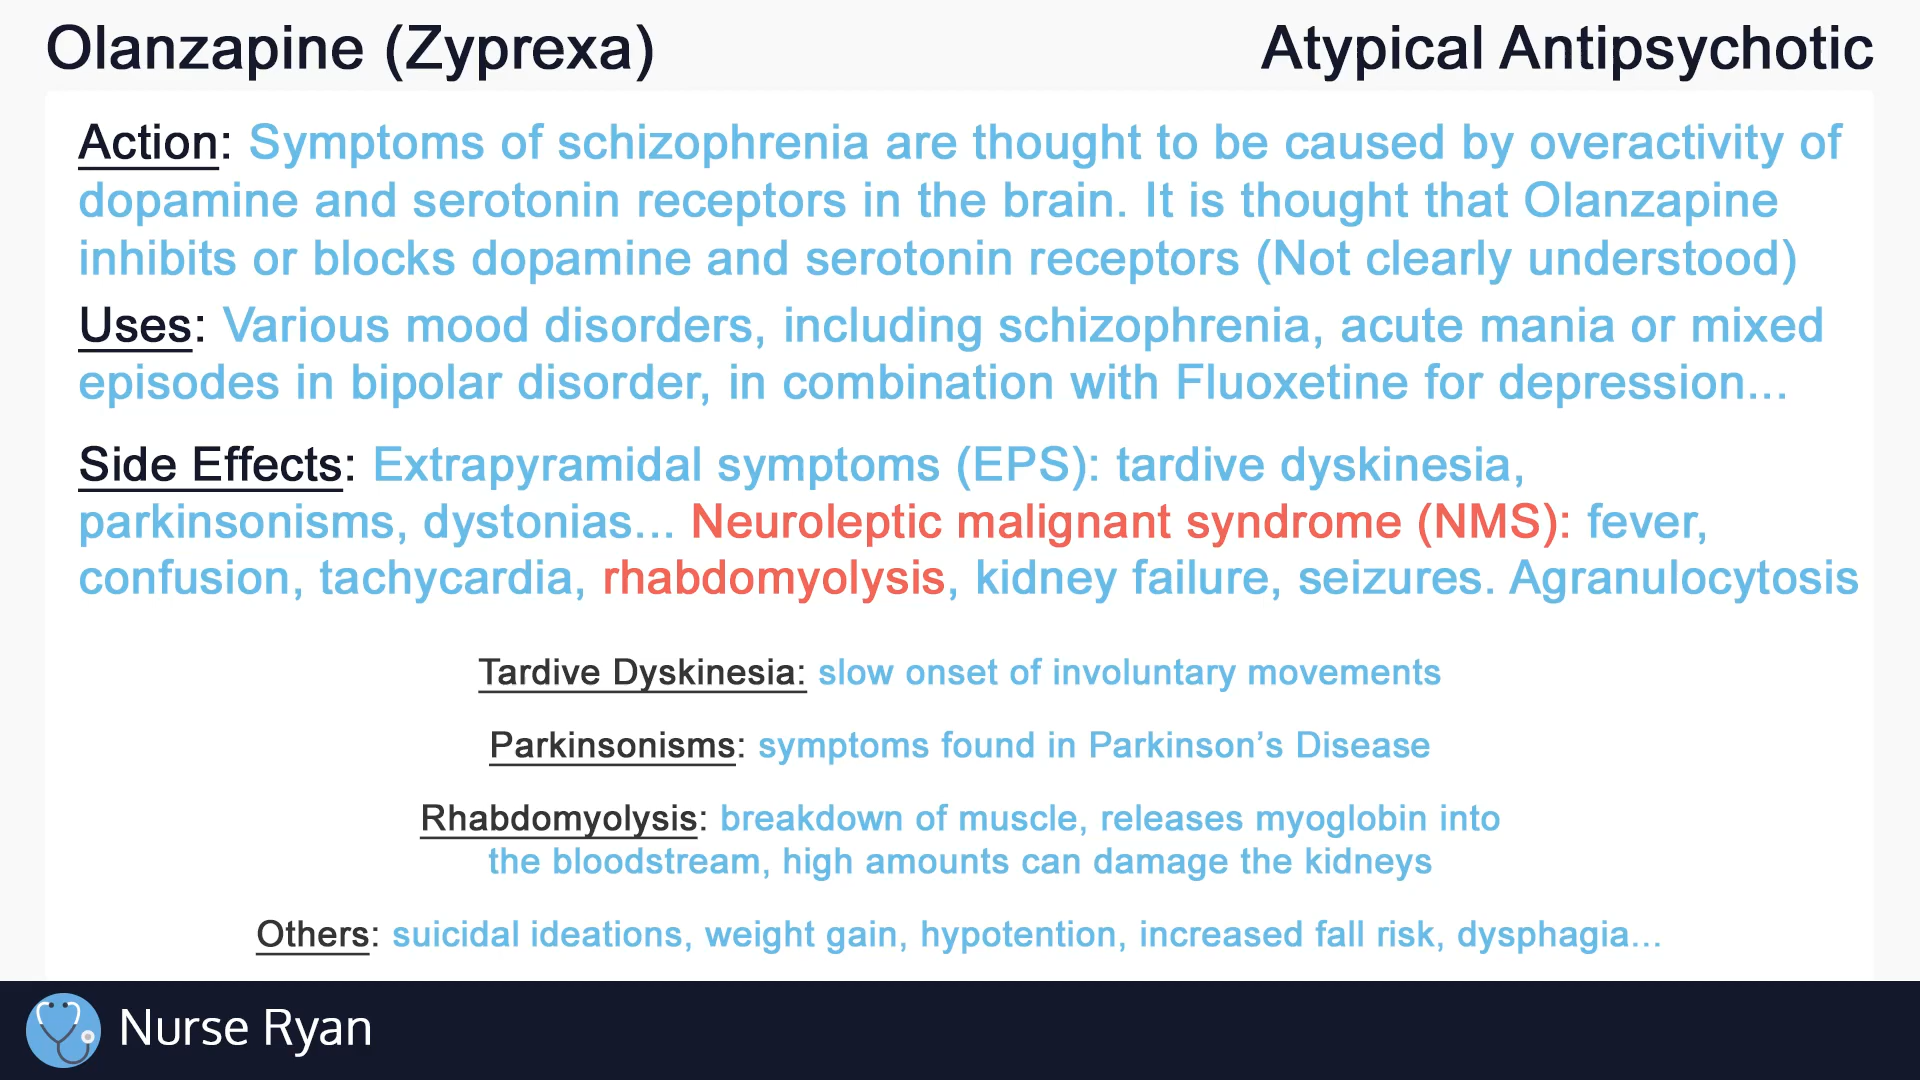 Olanzapine (Zyprexa)
Atypical Antipsychotic
Action: Symptoms of schizophrenia are thought to be caused by overactivity of
dopamine and serotonin receptors in the brain. It is thought that Olanzapine
inhibits or blocks dopamine and serotonin receptors (Not clearly understood)
Uses: Various mood disorders, including schizophrenia, acute mania or mixed
episodes in bipolar disorder, in combination with Fluoxetine for depression...
Side Effects: Extrapyramidal symptoms (EPS): tardive dyskinesia,
parkinsonisms, dystonias... Neuroleptic malignant syndrome (NMS): fever,
confusion, tachycardia, rhabdomyolysis, kidney failure, seizures. Agranulocytosis
Tardive Dyskinesia: slow onset of involuntary movements
Parkinsonisms: symptoms found in Parkinson’s Disease
Rhabdomyolysis: breakdown of muscle, releases myoglobin into
the bloodstream, high amounts can damage the kidneys
Others: suicidal ideations, weight gain, hypotention, increased fall risk, dysphagia...
Nurse Ryan